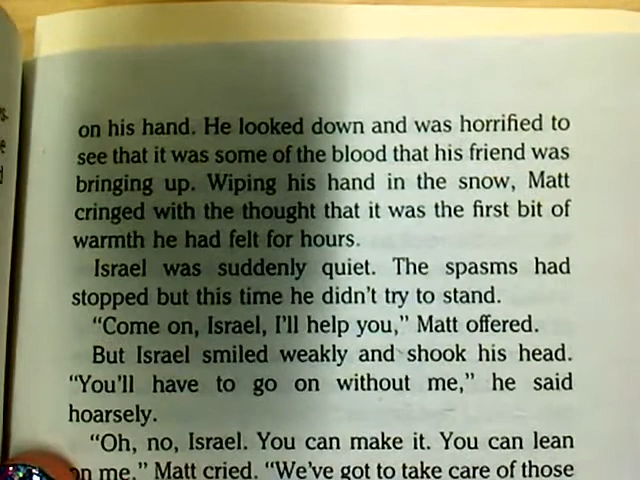 on his hand. He looked down and was horrified to
see that it was some of the blood that his friend was
bringing up. Wiping his hand in the snow, Matt
cringed with the thought that it was the first bit of
warmth he had felt for hours.
Israel was suddenly quiet. The spasms had
stopped but this time he didn't try to stand.
"Come on, Israel, I'll help you," Matt offered.
But Israel smiled weakly and shook his head.
"You'll have to go on without me," he said
hoarsely.
"Oh, no, Israel. You can make it. You can lean
on me." Matt cried. "We've got to take care of those